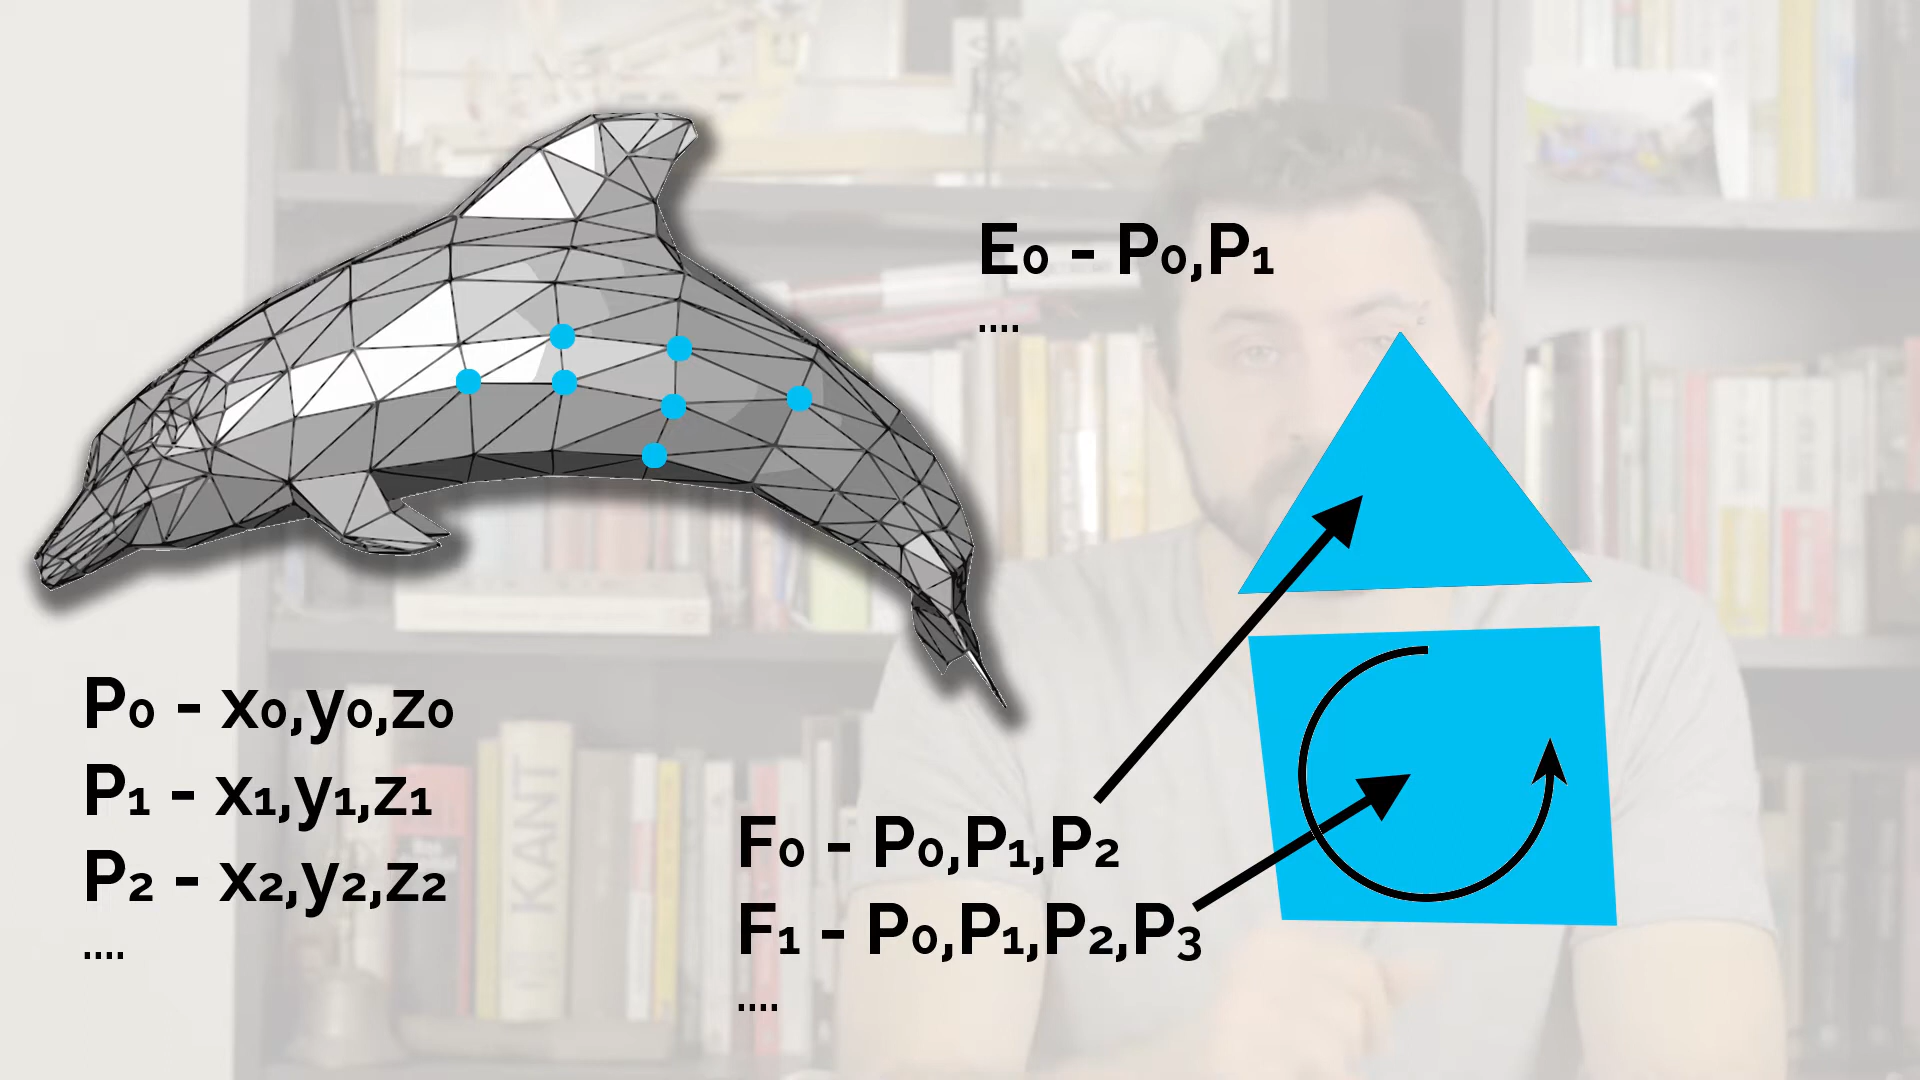 E0 - P0,P1
....
P0 - x0,y0,z0
P1 - x1,y1,z1
P2 - x2,y2,z2
....
F0 - P0,P1,P2
F1 - P0,P1,P2,P3
....
KANT